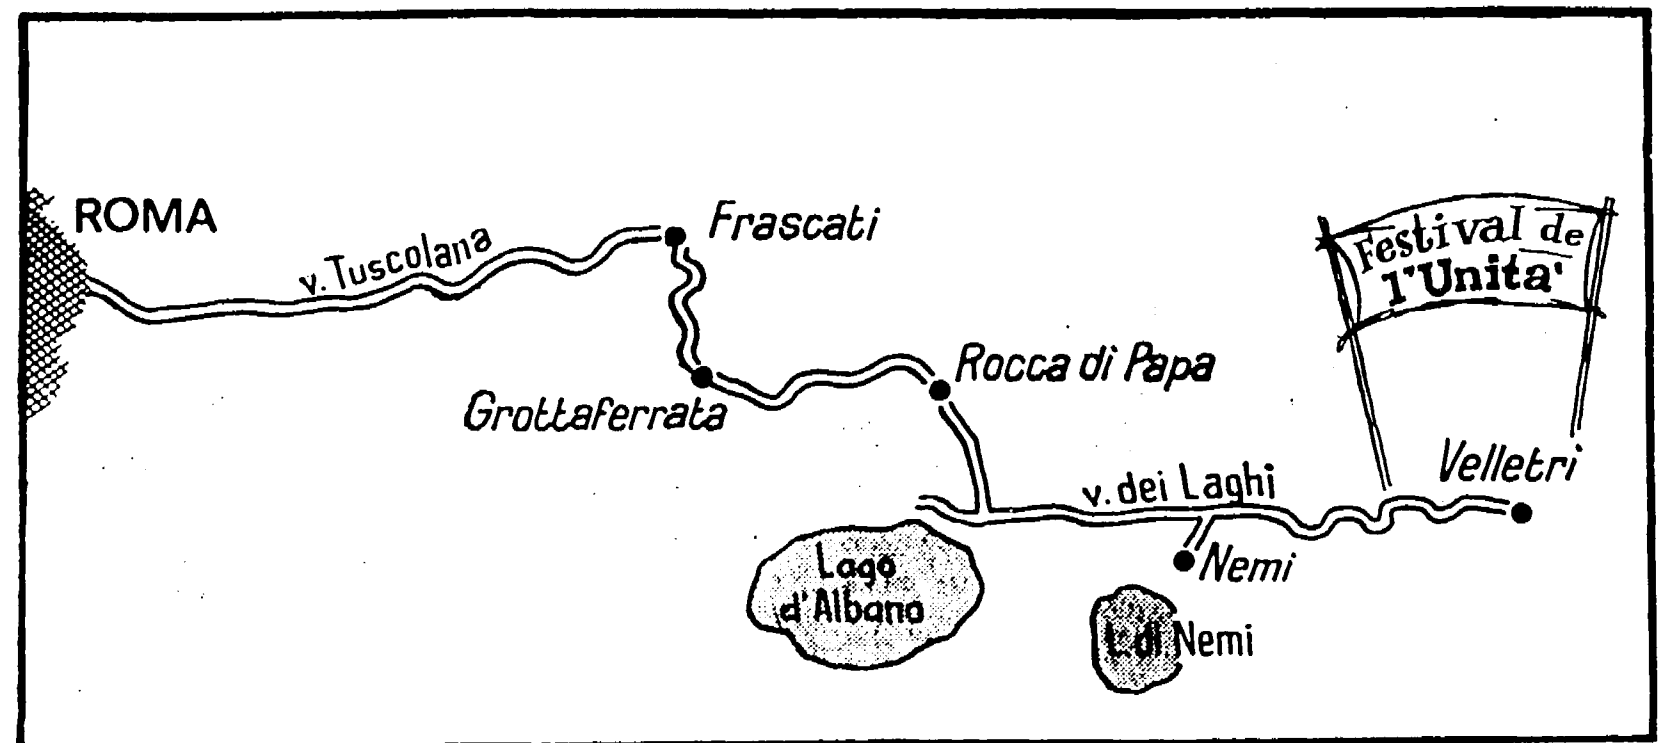 ROMA
v. Tuscolana
Frascati
Festival de
l'Unita'
Rocca di Papa
Grottaferrata
Velletri
v. dei Laghi
Lago
d'Albano
Nemi
L. di Nemi